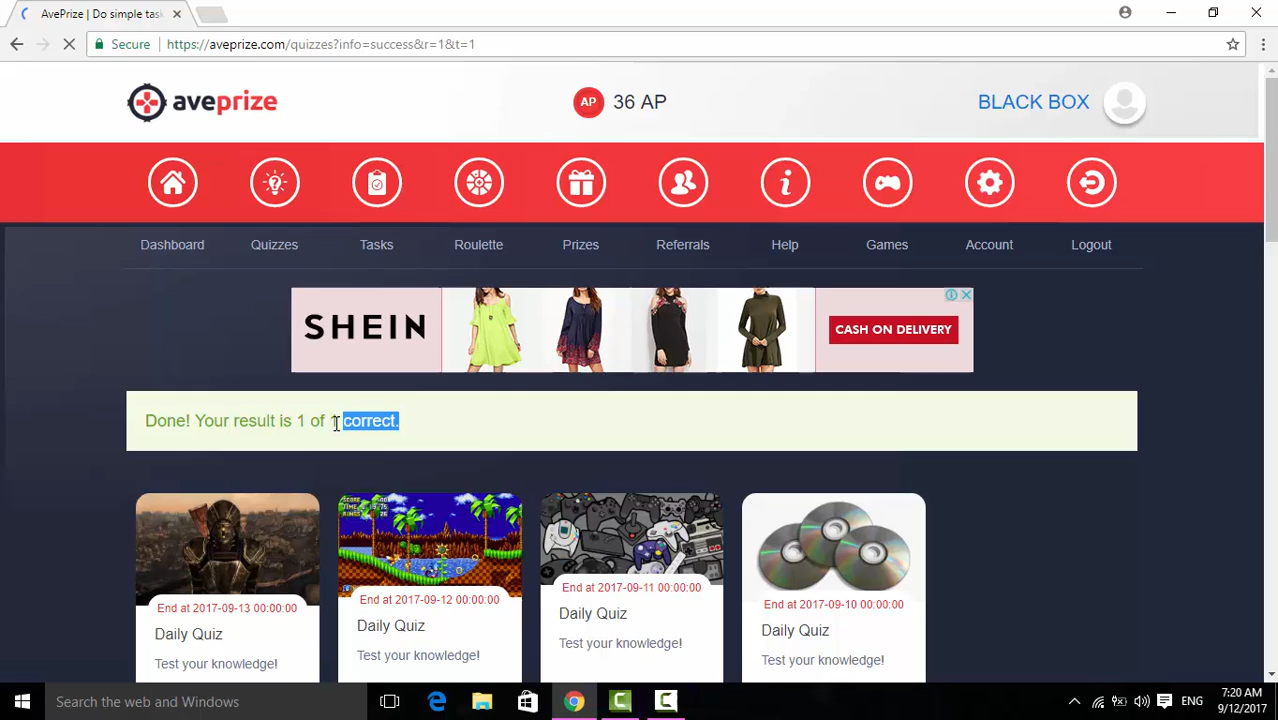 AvePrize | Do simple task
Secure https://aveprize.com/quizzes?info=success&r=1&t=1
aveprize
AP 36 AP
BLACK BOX
Dashboard Quizzes Tasks Roulette Prizes Referrals Help Games Account Logout
SHEIN
CASH ON DELIVERY
Done! Your result is 1 of 1 correct.
End at 2017-09-13 00:00:00
Daily Quiz
Test your knowledge!
End at 2017-09-12 00:00:00
Daily Quiz
Test your knowledge!
End at 2017-09-11 00:00:00
Daily Quiz
Test your knowledge!
End at 2017-09-10 00:00:00
Daily Quiz
Test your knowledge!
Search the web and Windows
ENG
7:20 AM
9/12/2017